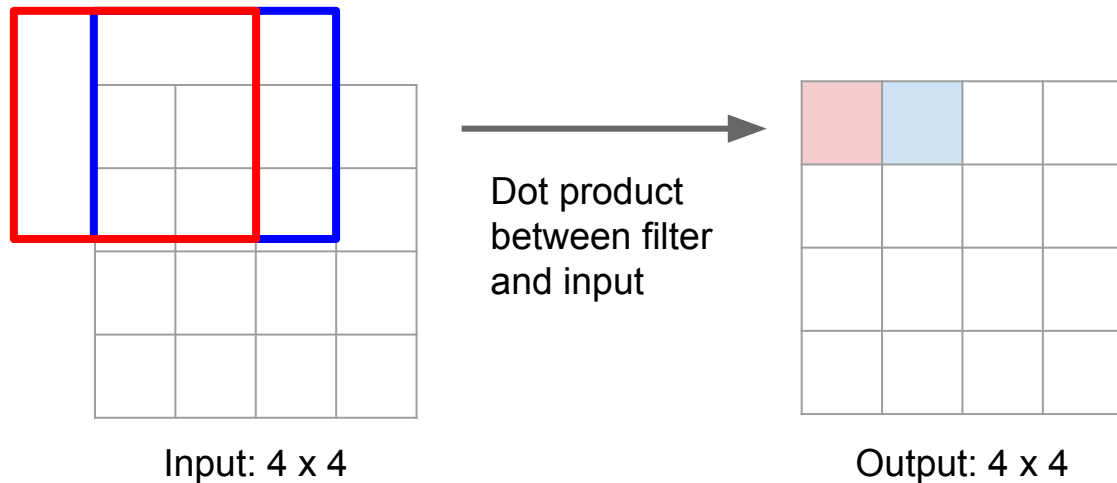 Dot product
between filter
and input
Input: 4 x 4
Output: 4 x 4